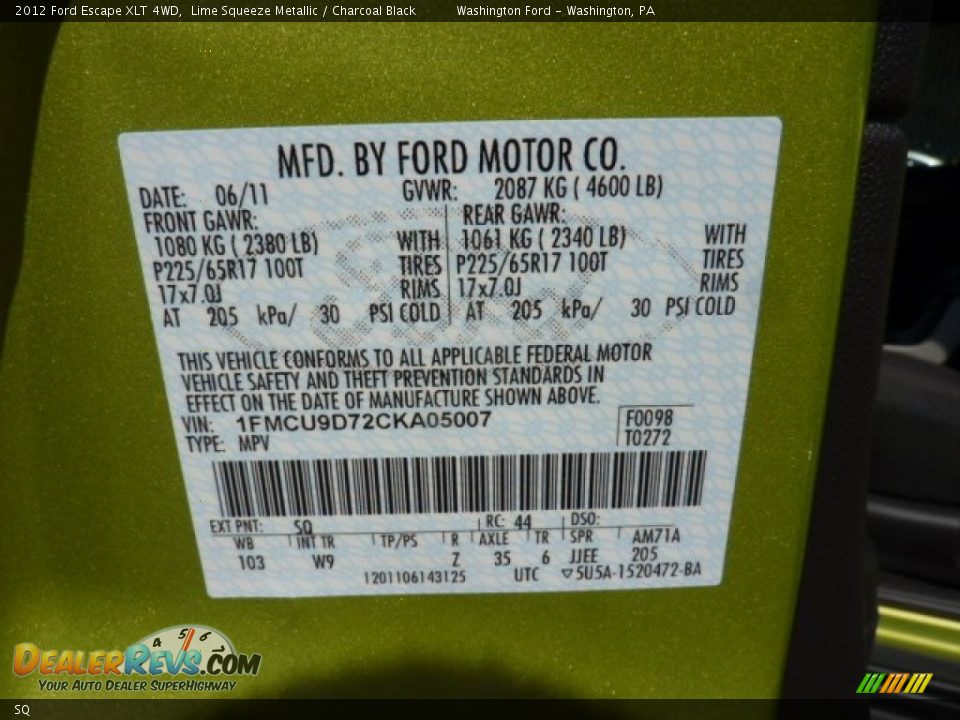 2012 Ford Escape XLT 4WD, Lime Squeeze Metallic / Charcoal Black Washington Ford - Washington, PA
MFD. BY FORD MOTOR CO.
DATE: 06/11 GVWR: 2087 KG ( 4600 LB)
FRONT GAWR: REAR GAWR:
1080 KG ( 2380 LB) WITH 1061 KG ( 2340 LB) WITH
P225/65R17 100T TIRES P225/65R17 100T TIRES
17x7.0J RIMS 17x7.0J RIMS
AT 205 kPa/ 30 PSI COLD AT 205 kPa/ 30 PSI COLD
THIS VEHICLE CONFORMS TO ALL APPLICABLE FEDERAL MOTOR
VEHICLE SAFETY AND THEFT PREVENTION STANDARDS IN
EFFECT ON THE DATE OF MANUFACTURE SHOWN ABOVE.
VIN: 1FMCU9D72CKA05007 F0098
TYPE: MPV T0272
EXT PNT: SQ RC: 44 DSO:
WB INT TR TP/PS R AXLE TR SPR AM71A
103 W9 Z 35 6 JJEE 205
1201106143125 UTC ▽5U5A-1520472-BA
4 5 6
DEALERREVS.COM
YOUR AUTO DEALER SUPERHIGHWAY
SQ